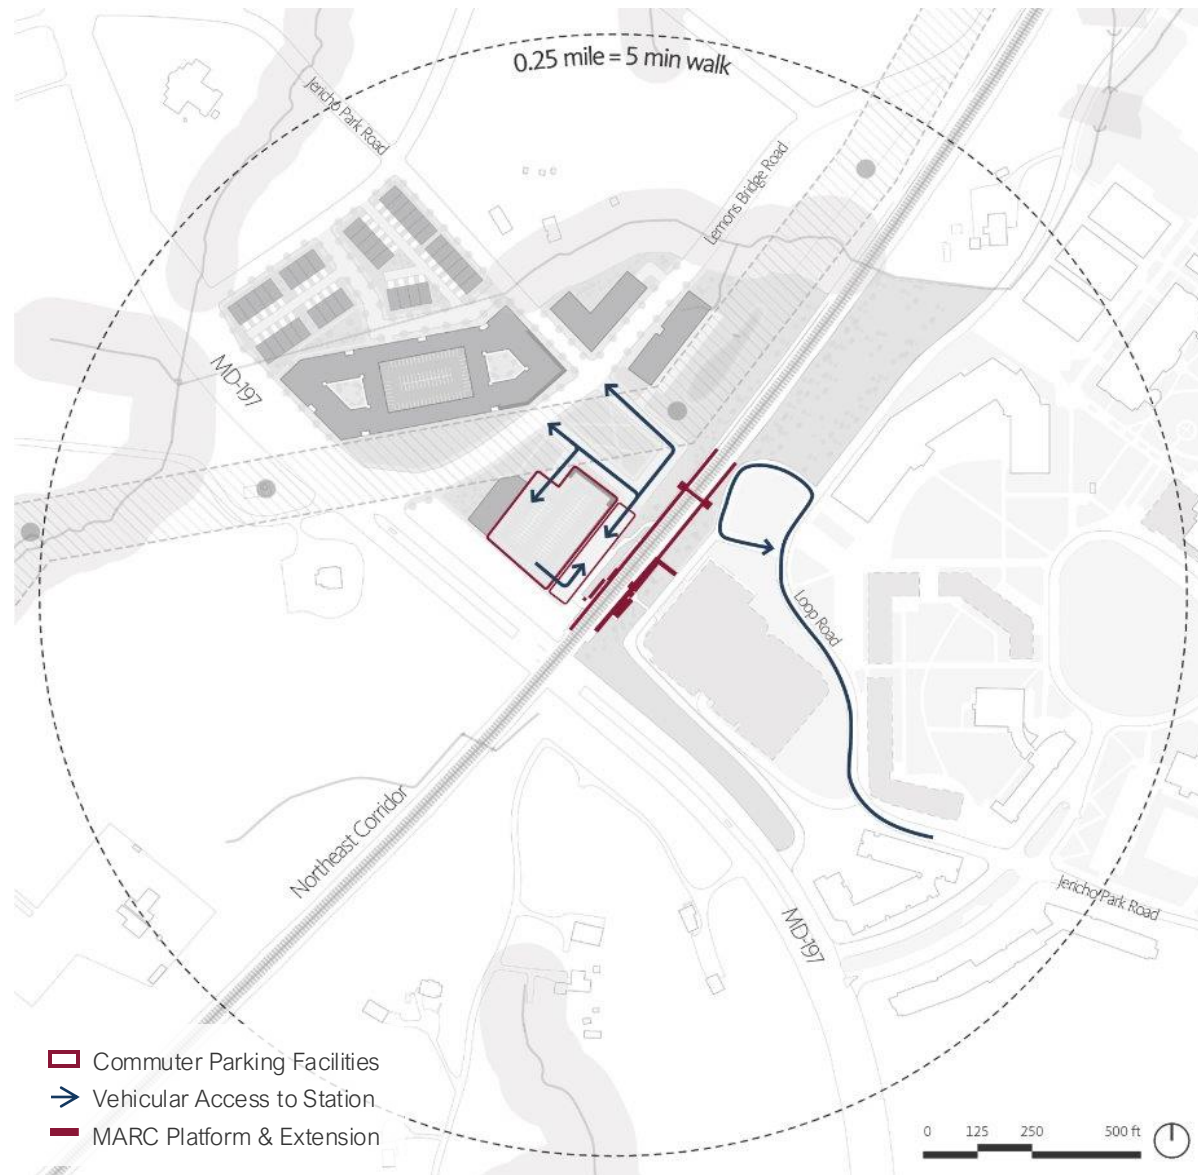 0.25 mile = 5 min walk
Jericho Park Road
Lemons Bridge Road
MD-197
Loop Road
Northeast Corridor
Jericho Park Road
MD-197
Commuter Parking Facilities
Vehicular Access to Station
MARC Platform & Extension
0 125 250 500 ft